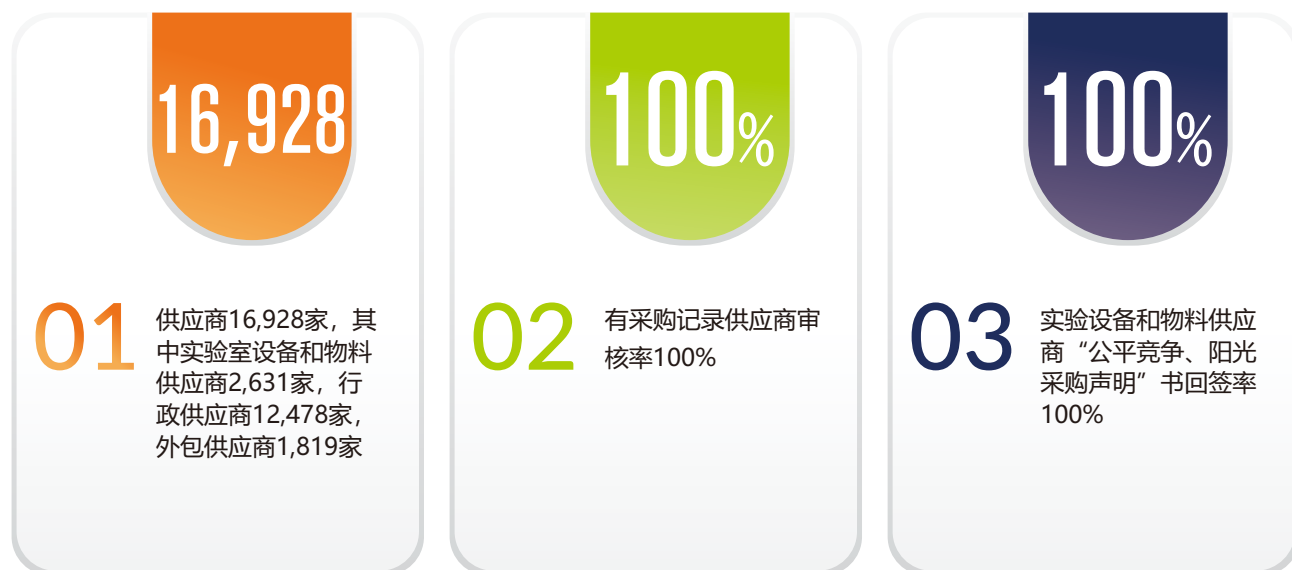 16,928
01
供应商16,928家，其
中实验室设备和物料
供应商2,631家，行
政供应商12,478家，
外包供应商1,819家
100%
02
有采购记录供应商审
核率100%
100%
03
实验设备和物料供应
商“公平竞争、阳光
采购声明”书回签率
100%